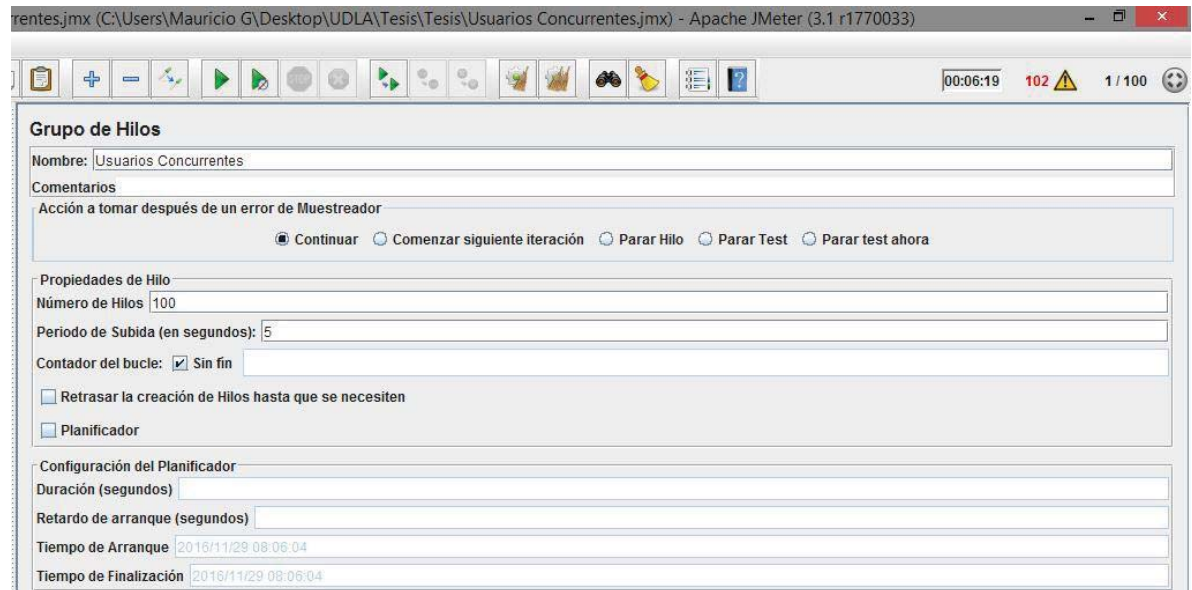 rentes.jmx (C:\Users\Mauricio G\Desktop\UDLA\Tesis\Tesis\Usuarios Concurrentes.jmx) - Apache JMeter (3.1 r1770033)
00:06:19 102 1 / 100
Grupo de Hilos
Nombre: Usuarios Concurrentes
Comentarios
Acción a tomar después de un error de Muestreador
Continuar Comenzar siguiente iteración Parar Hilo Parar Test Parar test ahora
Propiedades de Hilo
Número de Hilos 100
Periodo de Subida (en segundos): 5
Contador del bucle: Sin fin
Retrasar la creación de Hilos hasta que se necesiten
Planificador
Configuración del Planificador
Duración (segundos)
Retardo de arranque (segundos)
Tiempo de Arranque 2016/11/29 08:06:04
Tiempo de Finalización 2016/11/29 08:06:04